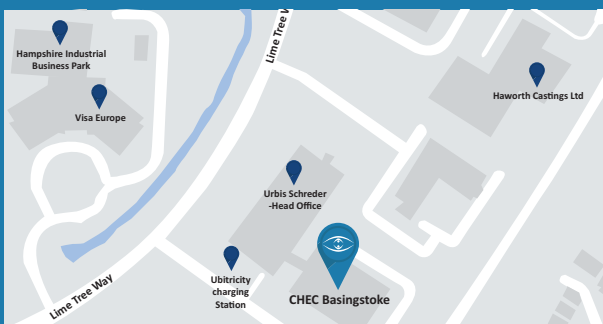 Lime Tree W
Hampshire Industrial
Business Park
Visa Europe
Haworth Castings Ltd
Urbis Schreder
-Head Office
Ubitricity
charging
Station
CHEC Basingstoke
Lime Tree Way